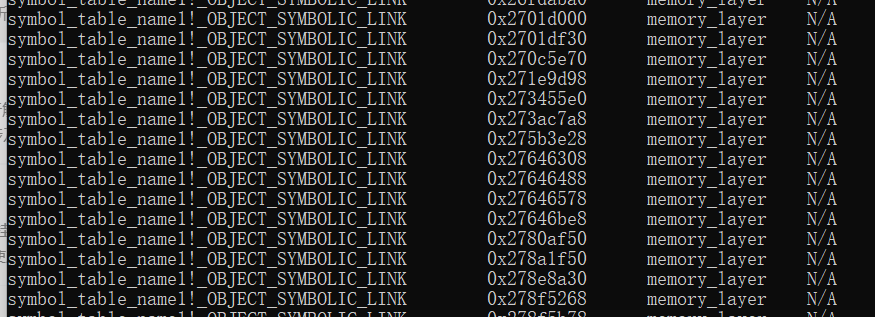 symbol_table_name1!_OBJECT_SYMBOLIC_LINK 0x2701d000 memory_layer N/A
symbol_table_name1!_OBJECT_SYMBOLIC_LINK 0x2701df30 memory_layer N/A
symbol_table_name1!_OBJECT_SYMBOLIC_LINK 0x270c5e70 memory_layer N/A
symbol_table_name1!_OBJECT_SYMBOLIC_LINK 0x271e9d98 memory_layer N/A
symbol_table_name1!_OBJECT_SYMBOLIC_LINK 0x273455e0 memory_layer N/A
symbol_table_name1!_OBJECT_SYMBOLIC_LINK 0x273ac7a8 memory_layer N/A
symbol_table_name1!_OBJECT_SYMBOLIC_LINK 0x275b3e28 memory_layer N/A
symbol_table_name1!_OBJECT_SYMBOLIC_LINK 0x27646308 memory_layer N/A
symbol_table_name1!_OBJECT_SYMBOLIC_LINK 0x27646488 memory_layer N/A
symbol_table_name1!_OBJECT_SYMBOLIC_LINK 0x27646578 memory_layer N/A
symbol_table_name1!_OBJECT_SYMBOLIC_LINK 0x27646be8 memory_layer N/A
symbol_table_name1!_OBJECT_SYMBOLIC_LINK 0x2780af50 memory_layer N/A
symbol_table_name1!_OBJECT_SYMBOLIC_LINK 0x278a1f50 memory_layer N/A
symbol_table_name1!_OBJECT_SYMBOLIC_LINK 0x278e8a30 memory_layer N/A
symbol_table_name1!_OBJECT_SYMBOLIC_LINK 0x278f5268 memory_layer N/A